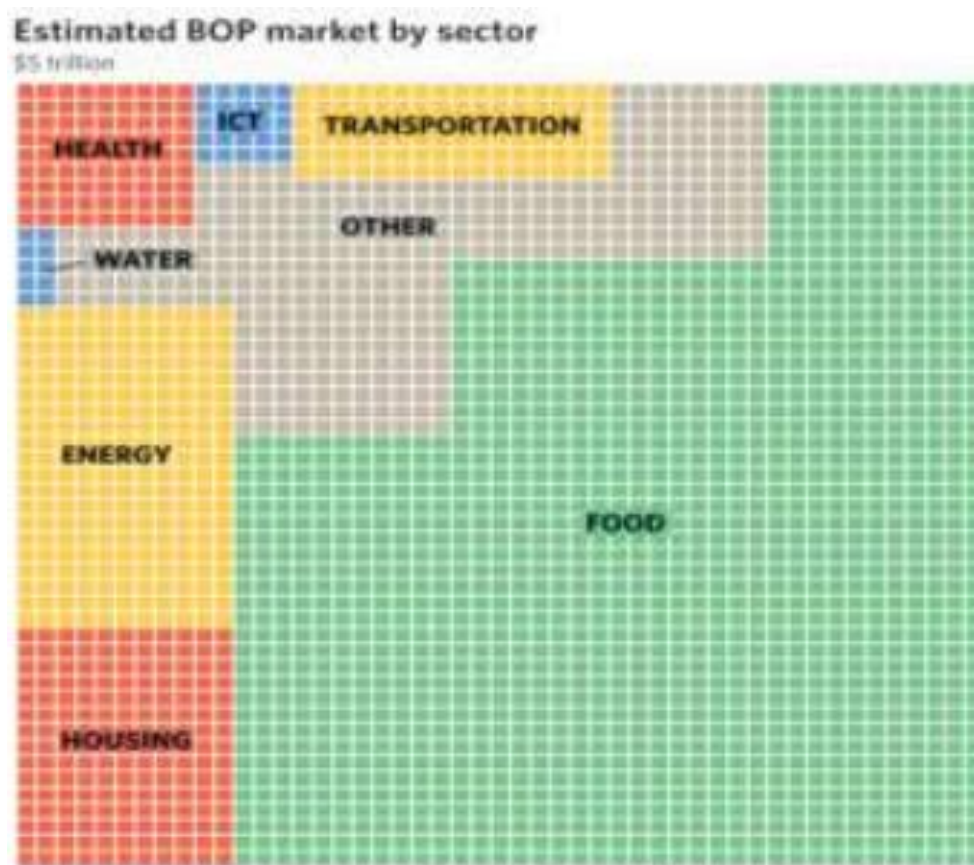 Estimated BOP market by sector
$5 trillion
HEALTH
ICT
TRANSPORTATION
OTHER
WATER
ENERGY
FOOD
HOUSING